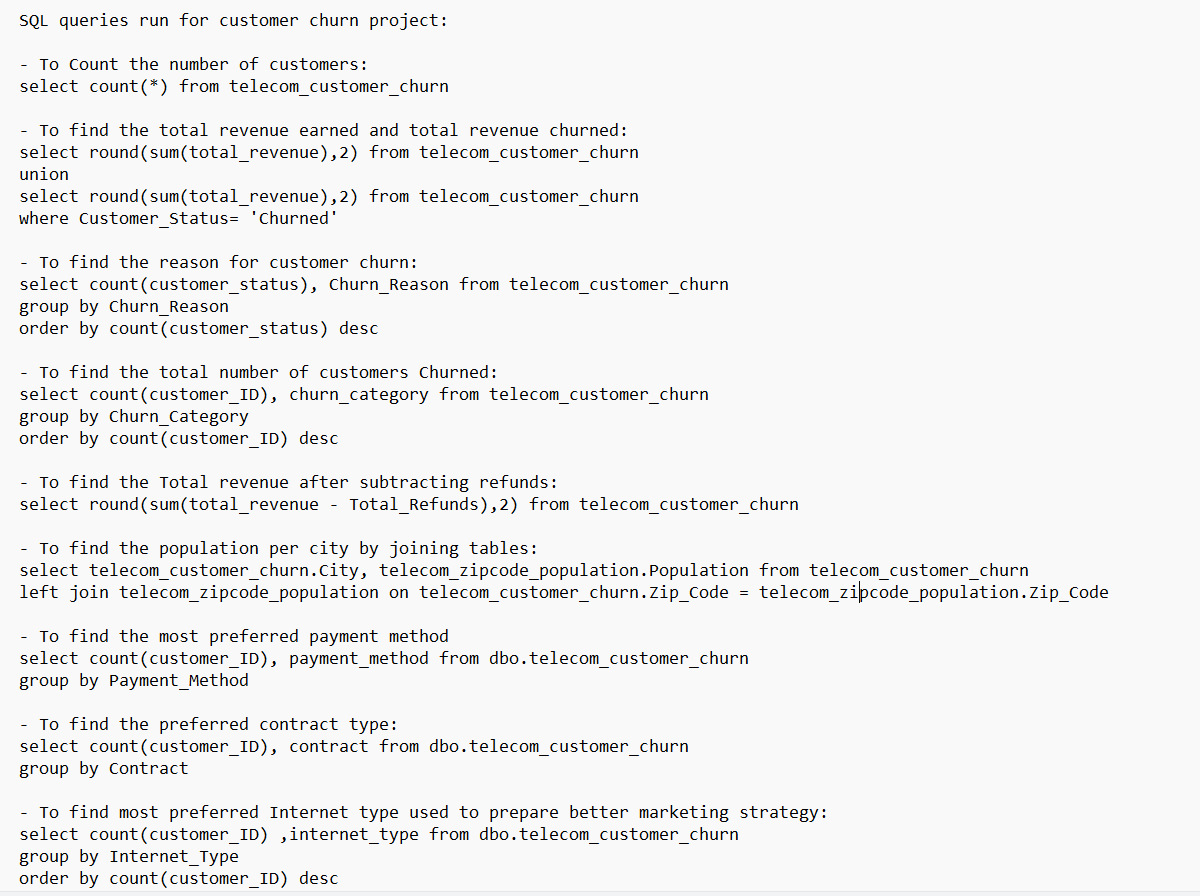 SQL queries run for customer churn project:
- To Count the number of customers:
select count(*) from telecom_customer_churn
- To find the total revenue earned and total revenue churned:
select round(sum(total_revenue),2) from telecom_customer_churn
union
select round(sum(total_revenue),2) from telecom_customer_churn
where Customer_Status= 'Churned'
- To find the reason for customer churn:
select count(customer_status), Churn_Reason from telecom_customer_churn
group by Churn_Reason
order by count(customer_status) desc
- To find the total number of customers Churned:
select count(customer_ID), churn_category from telecom_customer_churn
group by Churn_Category
order by count(customer_ID) desc
- To find the Total revenue after subtracting refunds:
select round(sum(total_revenue - Total_Refunds),2) from telecom_customer_churn
- To find the population per city by joining tables:
select telecom_customer_churn.City, telecom_zipcode_population.Population from telecom_customer_churn
left join telecom_zipcode_population on telecom_customer_churn.Zip_Code = telecom_zipcode_population.Zip_Code
- To find the most preferred payment method
select count(customer_ID), payment_method from dbo.telecom_customer_churn
group by Payment_Method
- To find the preferred contract type:
select count(customer_ID), contract from dbo.telecom_customer_churn
group by Contract
- To find most preferred Internet type used to prepare better marketing strategy:
select count(customer_ID) ,internet_type from dbo.telecom_customer_churn
group by Internet_Type
order by count(customer_ID) desc